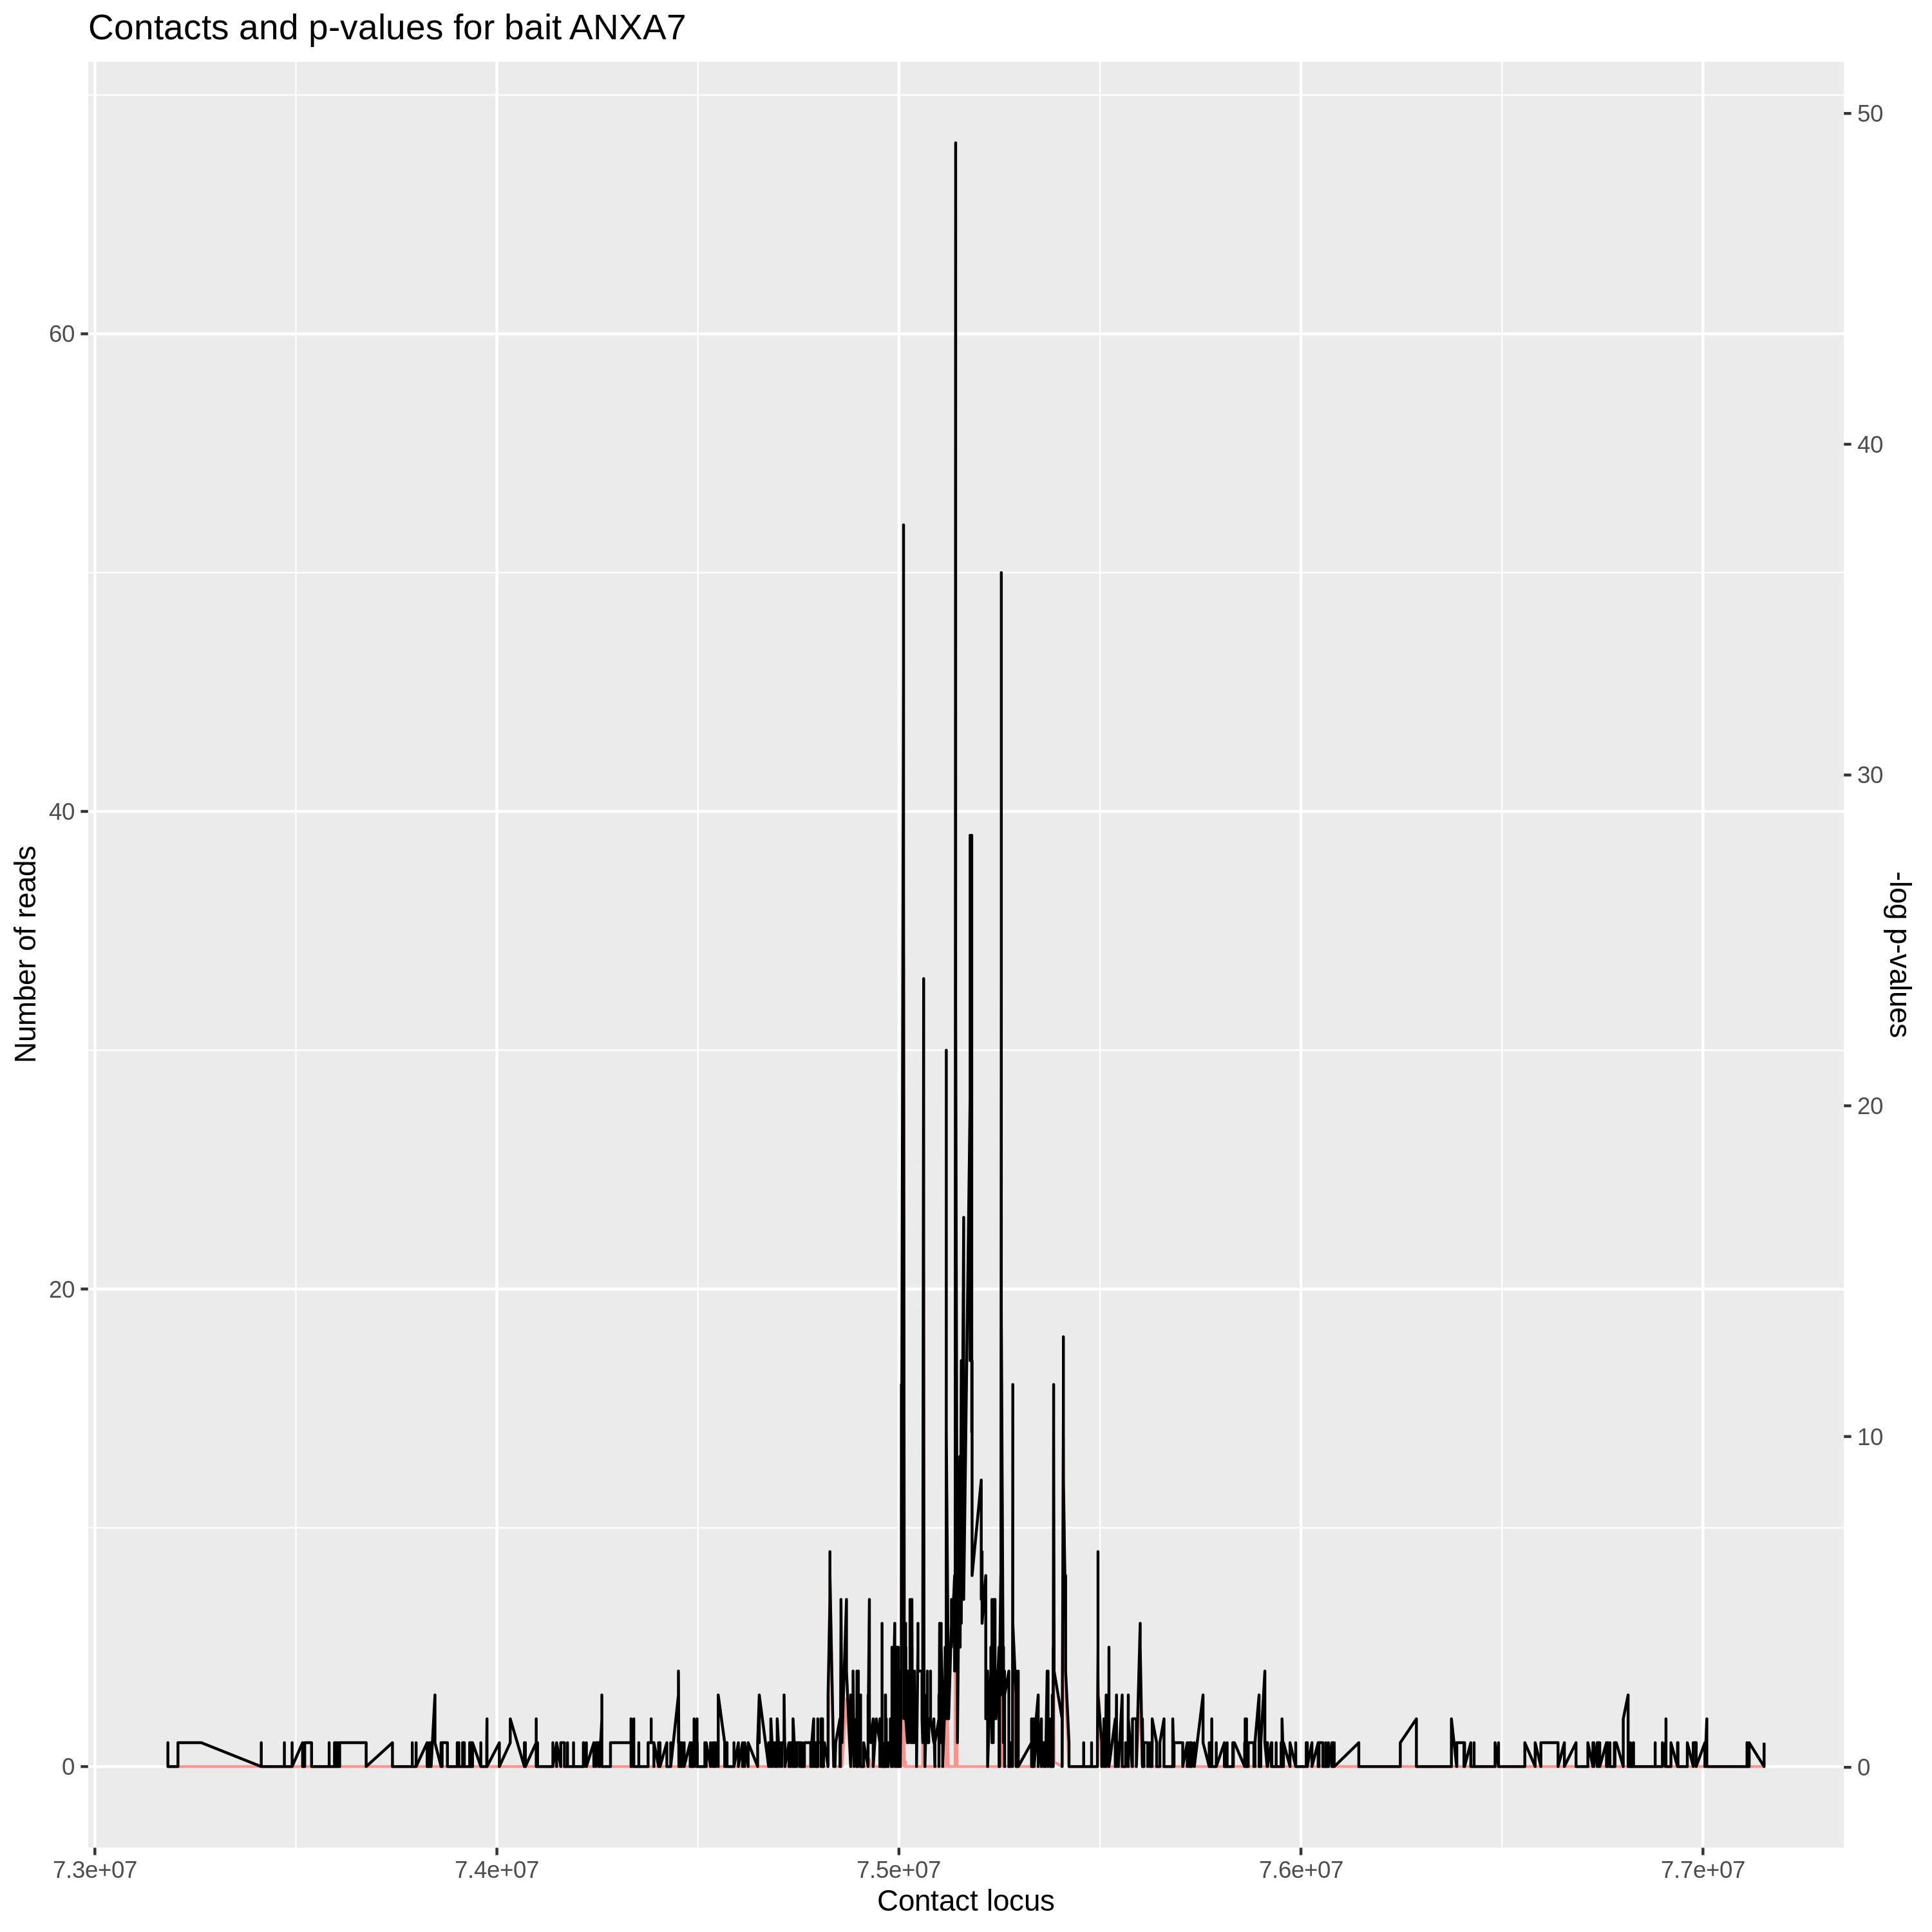 Contacts and p-values for bait ANXA7
60
40
20
0
Number of reads
50
40
30
20
10
0
-log p-values
7.3e+07
7.4e+07
7.5e+07
7.6e+07
7.7e+07
Contact locus